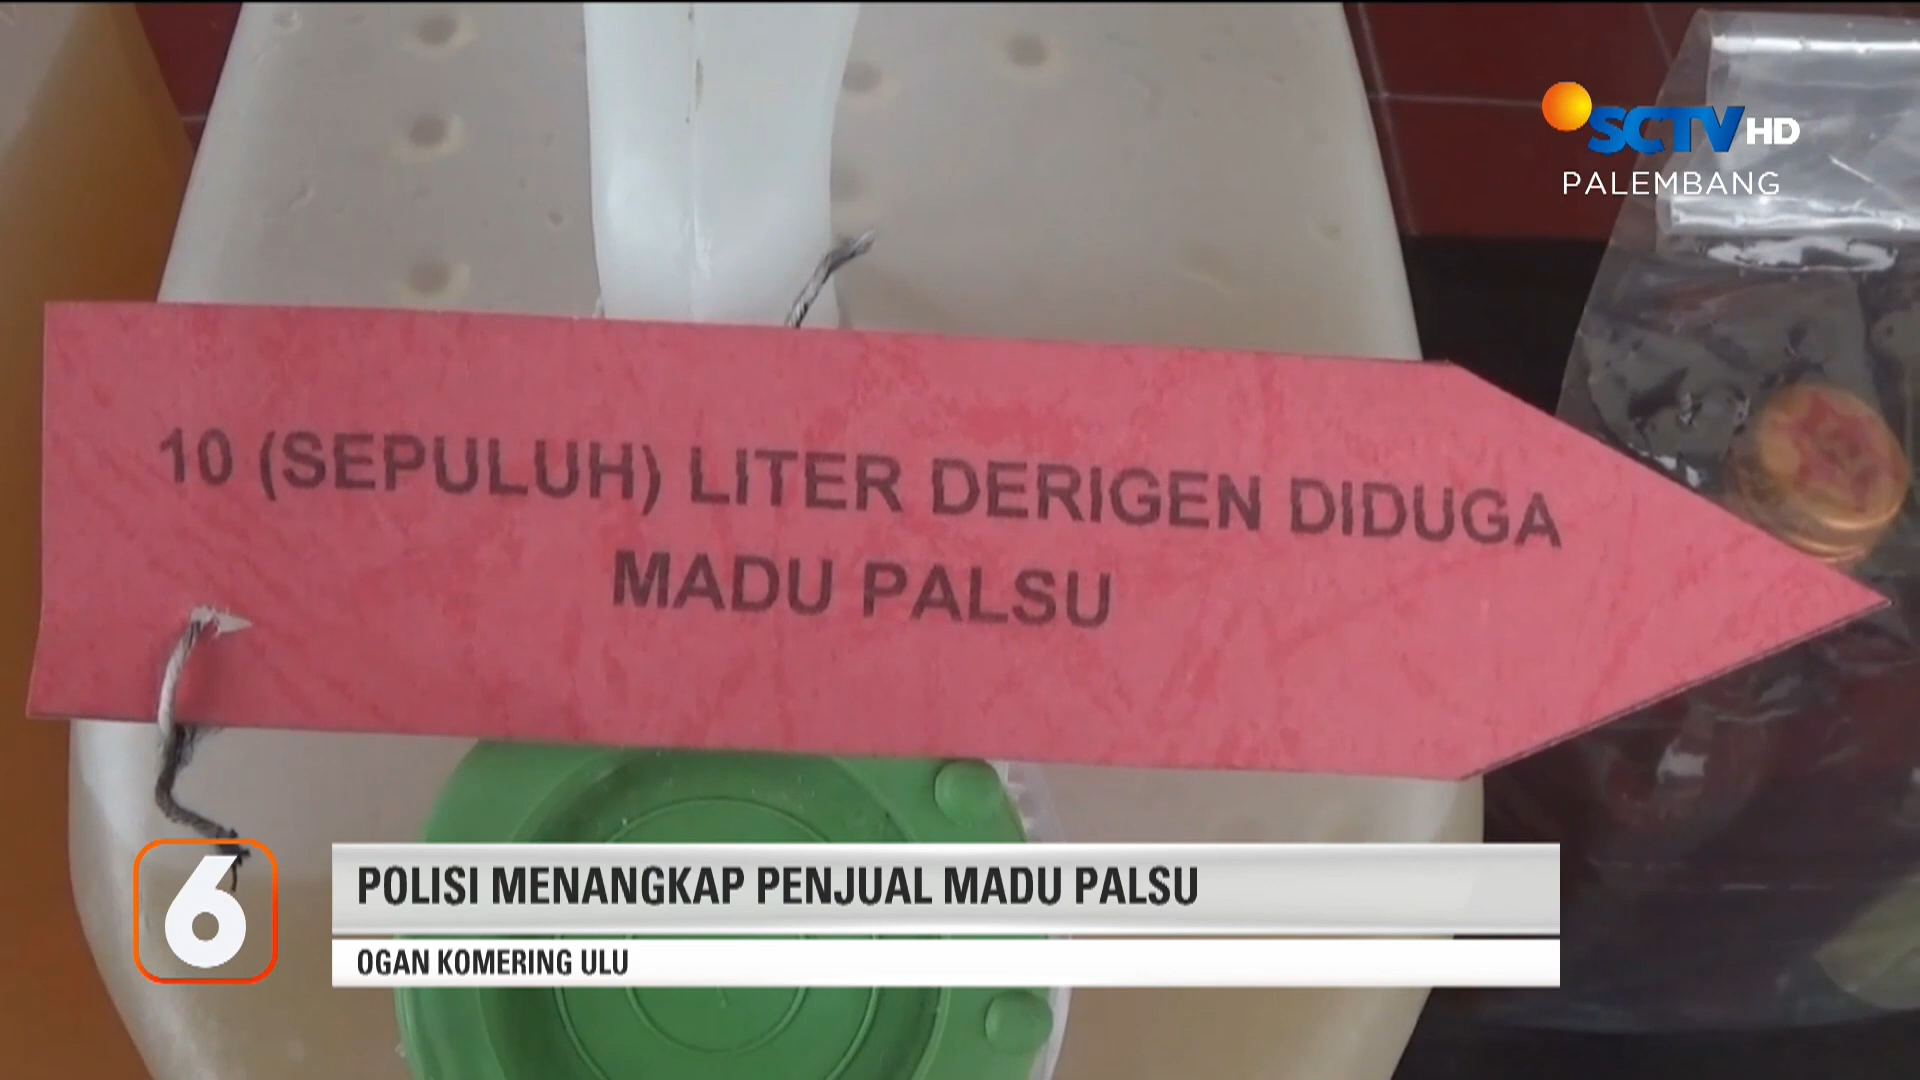 SCTV HD
PALEMBANG
10 (SEPULUH) LITER DERIGEN DIDUGA
MADU PALSU
6
POLISI MENANGKAP PENJUAL MADU PALSU
OGAN KOMERING ULU